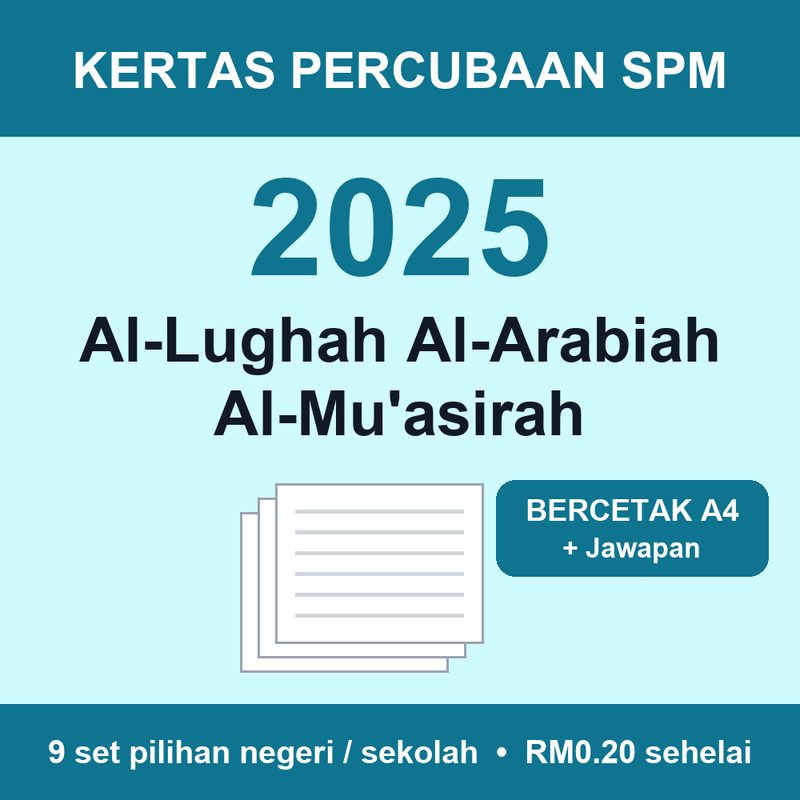 KERTAS PERCUBAAN SPM
2025
Al-Lughah Al-Arabiah
Al-Mu'asirah
BERCETAK A4
+ Jawapan
9 set pilihan negeri / sekolah • RM0.20 sehelai